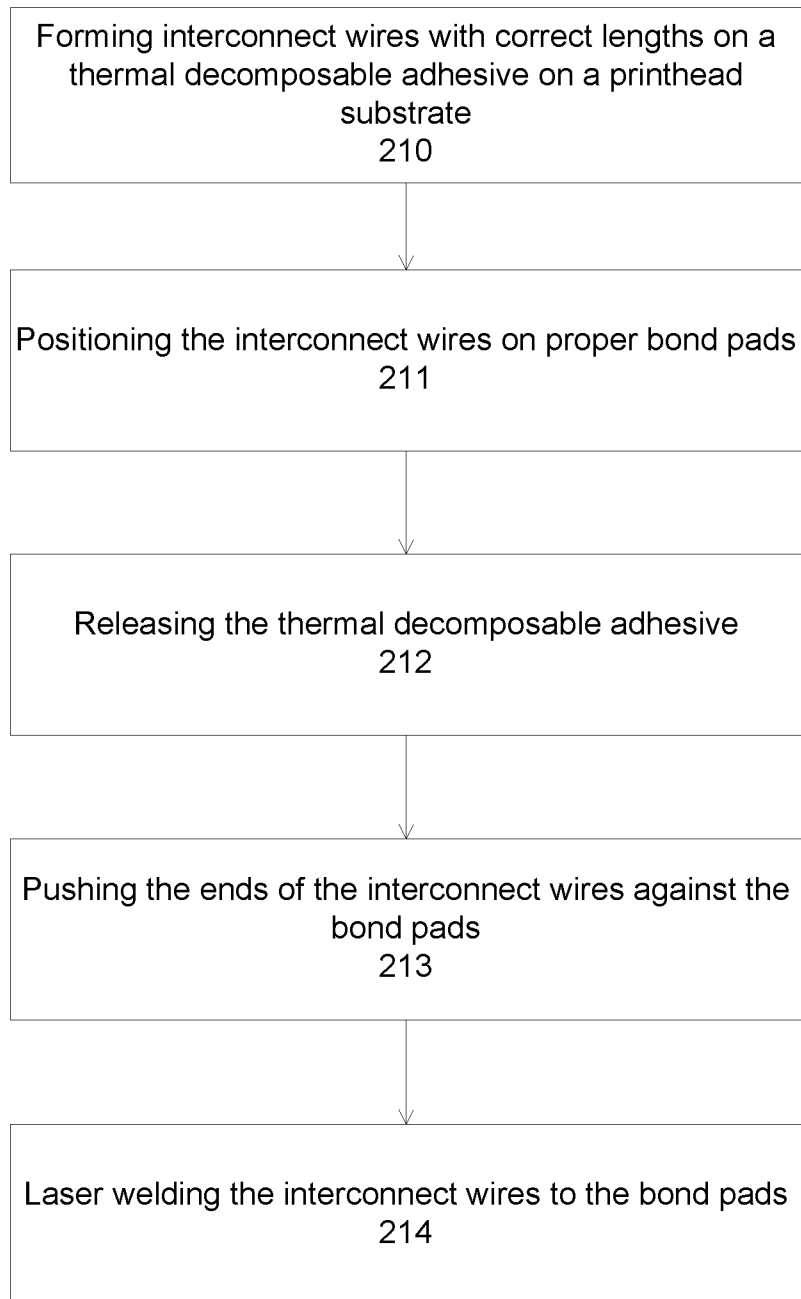 Forming interconnect wires with correct lengths on a
thermal decomposable adhesive on a printhead
substrate
210
Positioning the interconnect wires on proper bond pads
211
Releasing the thermal decomposable adhesive
212
Pushing the ends of the interconnect wires against the
bond pads
213
Laser welding the interconnect wires to the bond pads
214